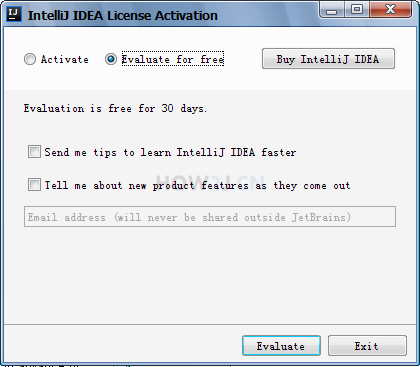 IJ IntelliJ IDEA License Activation
Activate Evaluate for free Buy IntelliJ IDEA
Evaluation is free for 30 days.
Send me tips to learn IntelliJ IDEA faster
Tell me about new product features as they come out
Email address (will never be shared outside JetBrains)
Evaluate Exit